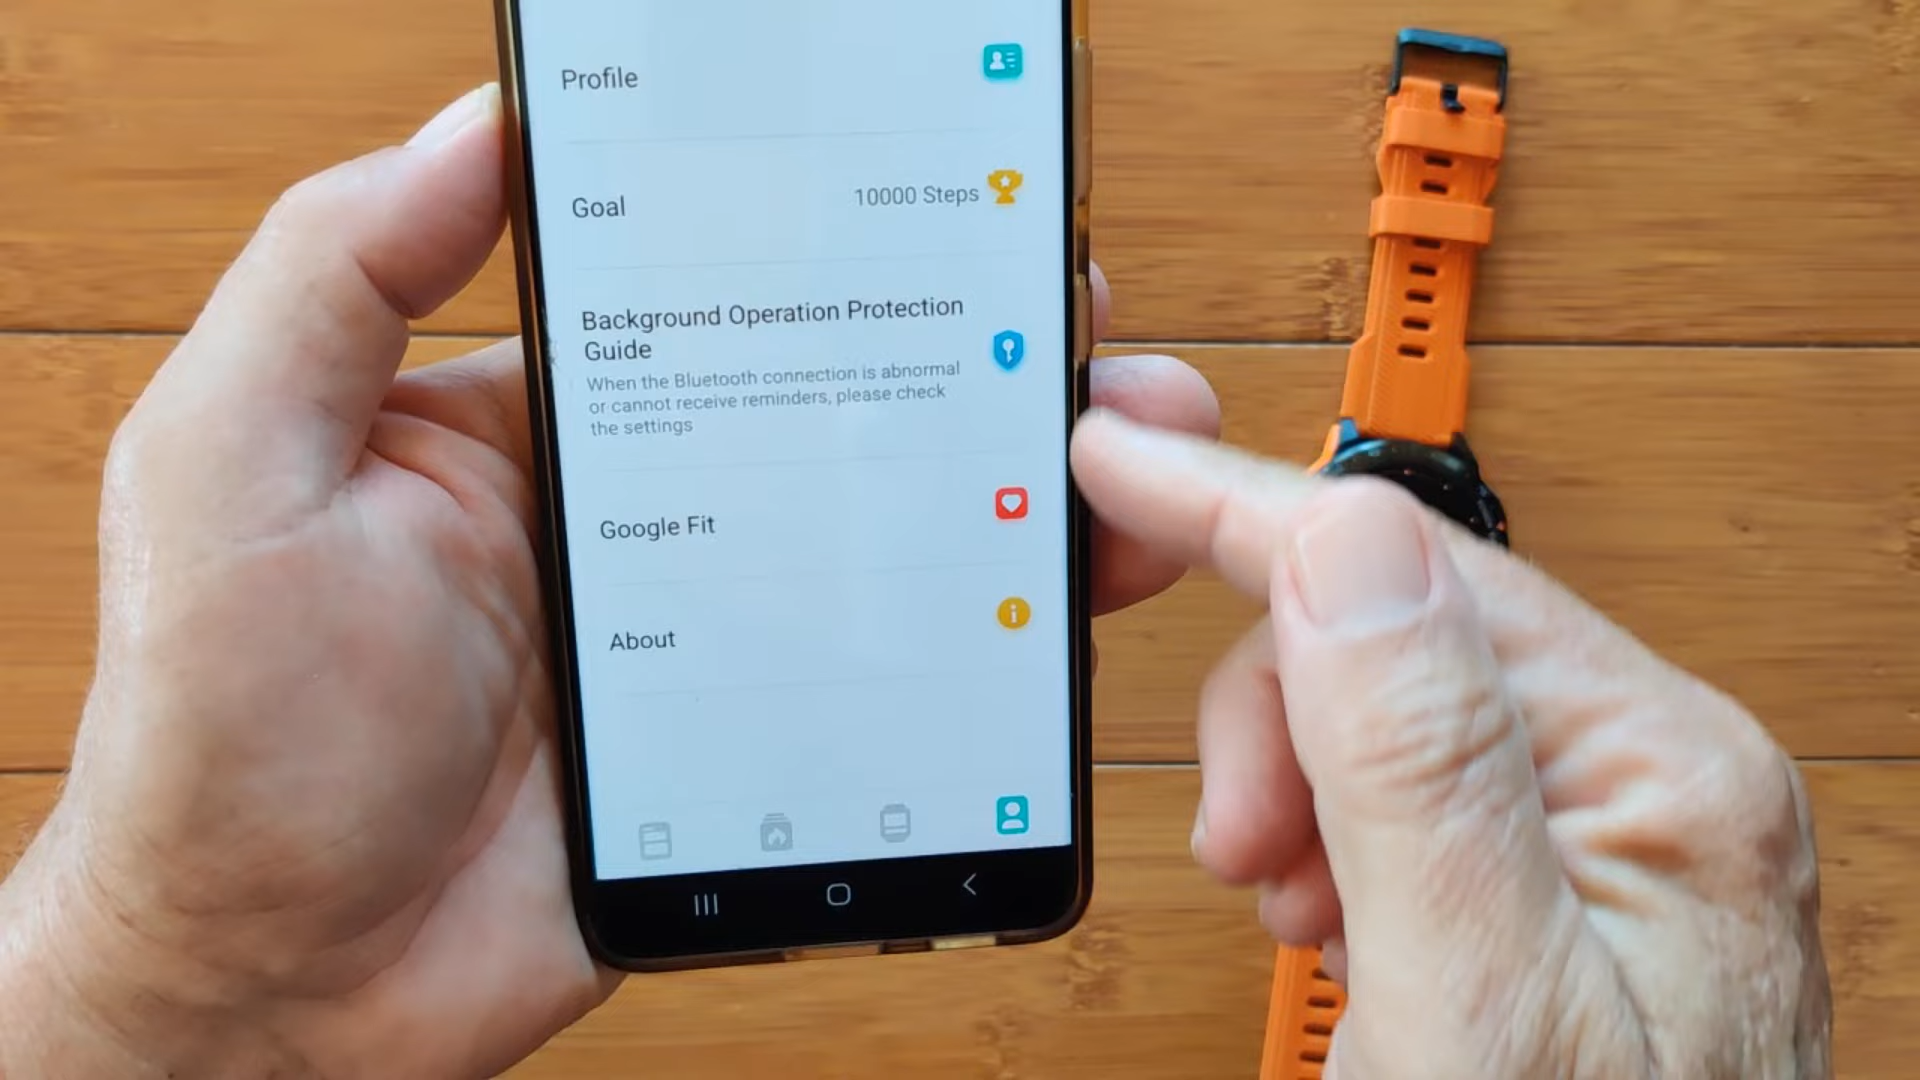 Profile
Goal
10000 Steps
Background Operation Protection
Guide
When the Bluetooth connection is abnormal
or cannot receive reminders, please check
the settings
Google Fit
About